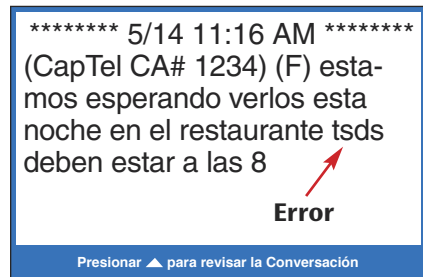 ******** 5/14 11:16 AM ********
(CapTel CA# 1234) (F) esta-
mos esperando verlos esta
noche en el restaurante tsds
deben estar a las 8
Error
Presionar ▲ para revisar la Conversación